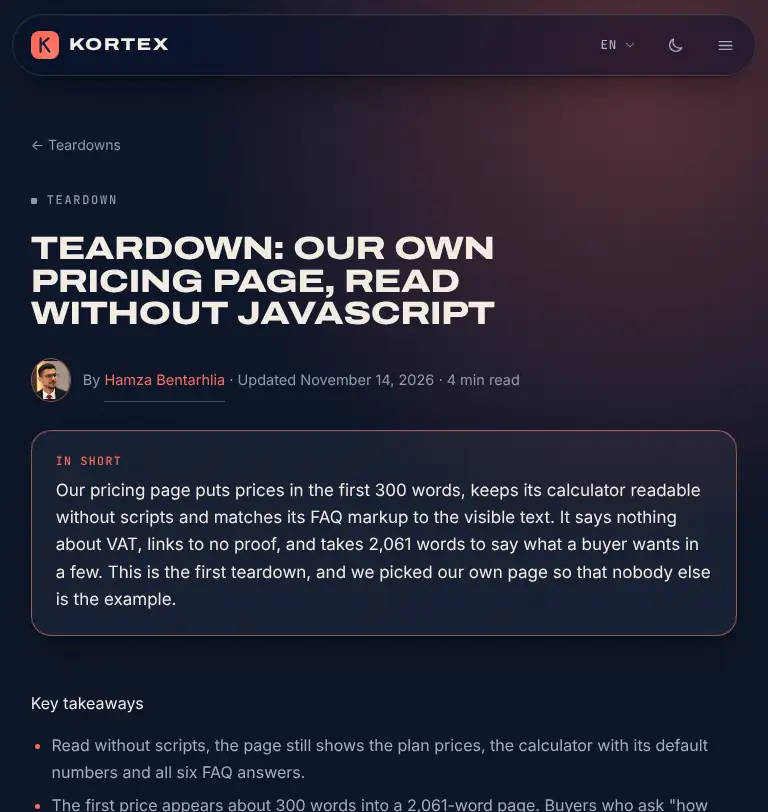 KORTEX
EN
← Teardowns
TEARDOWN
TEARDOWN: OUR OWN
PRICING PAGE, READ
WITHOUT JAVASCRIPT
By Hamza Bentarhlia · Updated November 14, 2026 · 4 min read
IN SHORT
Our pricing page puts prices in the first 300 words, keeps its calculator readable
without scripts and matches its FAQ markup to the visible text. It says nothing
about VAT, links to no proof, and takes 2,061 words to say what a buyer wants in
a few. This is the first teardown, and we picked our own page so that nobody else
is the example.
Key takeaways
Read without scripts, the page still shows the plan prices, the calculator with its default
numbers and all six FAQ answers.
The first price appears about 300 words into a 2,061-word page. Buyers who ask "how